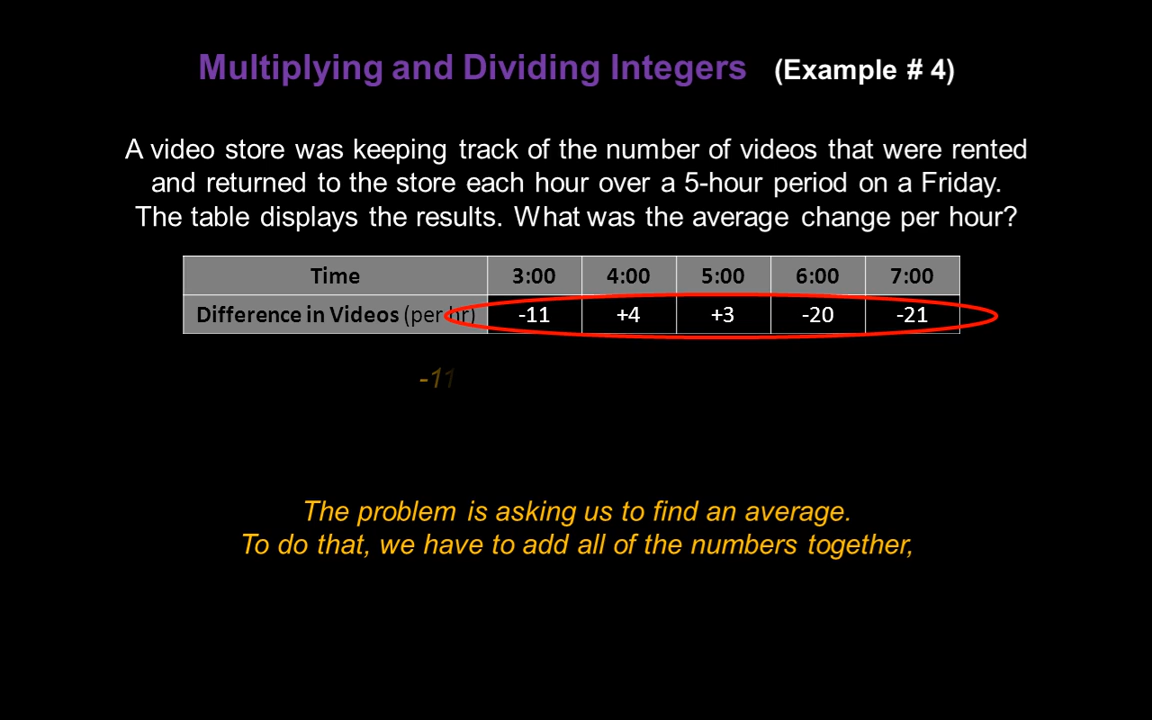 Multiplying and Dividing Integers (Example # 4)
A video store was keeping track of the number of videos that were rented
and returned to the store each hour over a 5-hour period on a Friday.
The table displays the results. What was the average change per hour?
Time 3:00 4:00 5:00 6:00 7:00
Difference in Videos (per hr) -11 +4 +3 -20 -21
-11
The problem is asking us to find an average.
To do that, we have to add all of the numbers together,